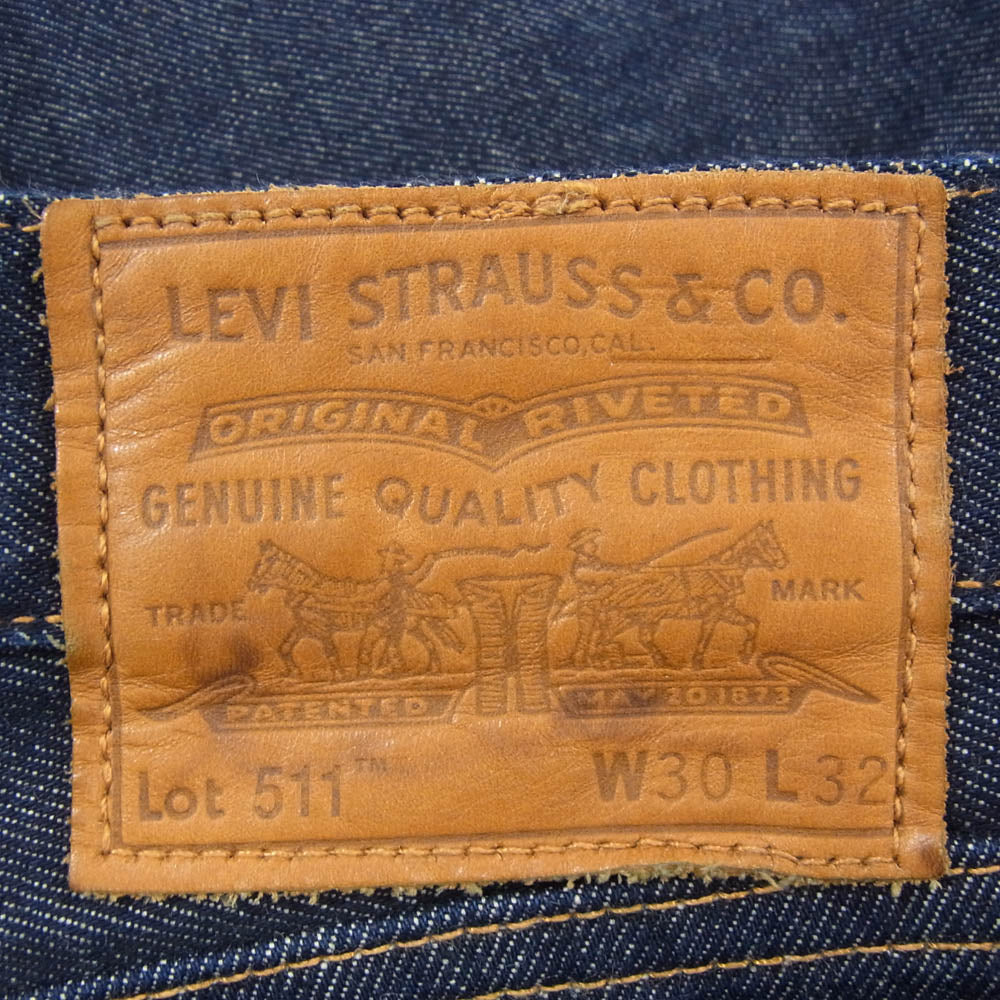 LEVI STRAUSS & CO.
SAN FRANCISCO, CAL.
ORIGINAL RIVETED
GENUINE QUALITY CLOTHING
TRADE MARK
PATENTED MAY 20.1873
Lot 511™ W30 L32